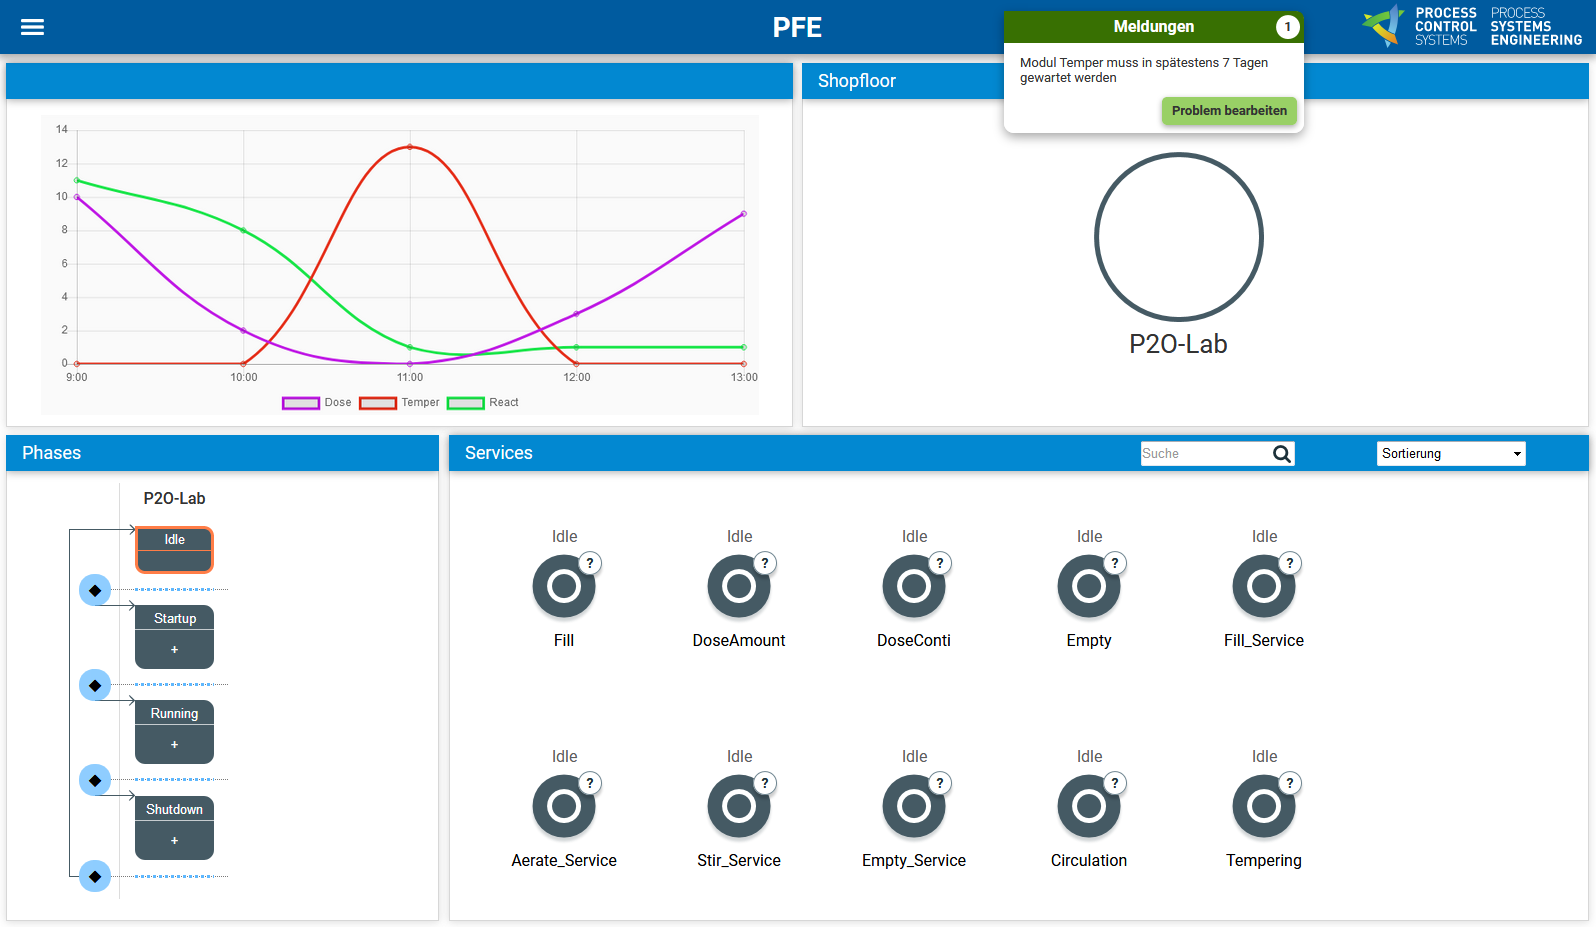 PFE
Meldungen
1
Modul Temper muss in spätestens 7 Tagen
gewartet werden
Problem bearbeiten
PROCESS
CONTROL
SYSTEMS
PROCESS
SYSTEMS
ENGINEERING
14
12
10
8
6
4
2
0
9:00
10:00
11:00
12:00
13:00
Dose
Temper
React
Shopfloor
P2O-Lab
Phases
P2O-Lab
Idle
Startup
+
Running
+
Shutdown
+
Services
Suche
Sortierung
Idle
?
Fill
Idle
?
DoseAmount
Idle
?
DoseConti
Idle
?
Empty
Idle
?
Fill_Service
Idle
?
Aerate_Service
Idle
?
Stir_Service
Idle
?
Empty_Service
Idle
?
Circulation
Idle
?
Tempering